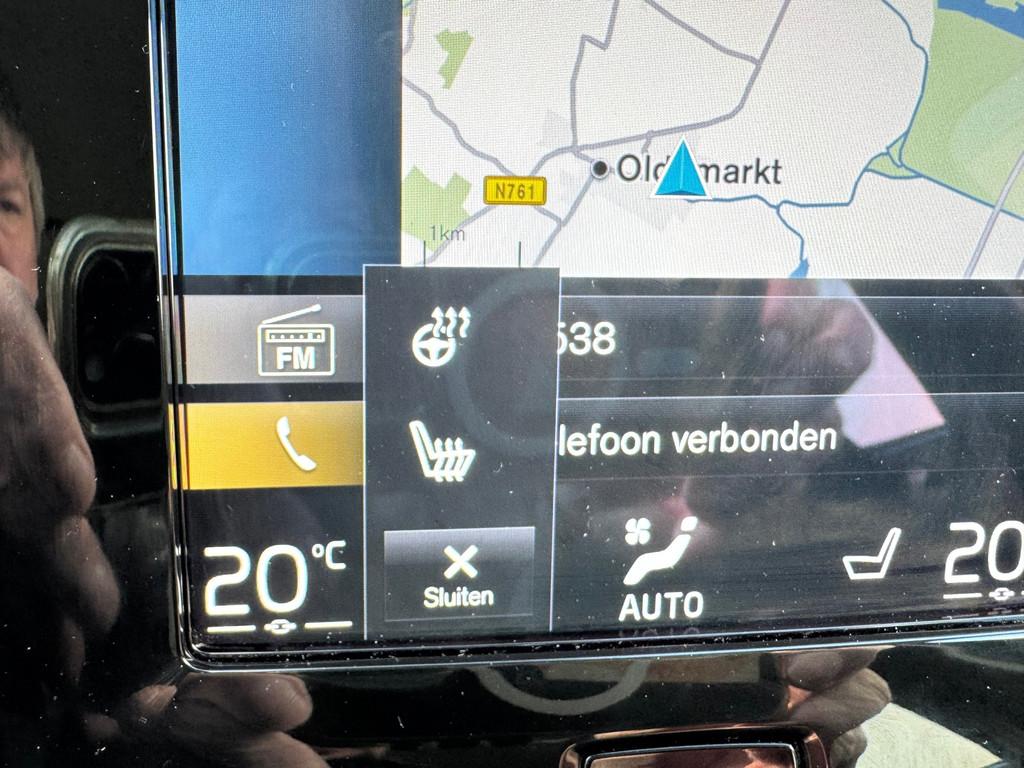 Oldemarkt
N761
1km
FM
538
lefoon verbonden
20°C
Sluiten
AUTO
20